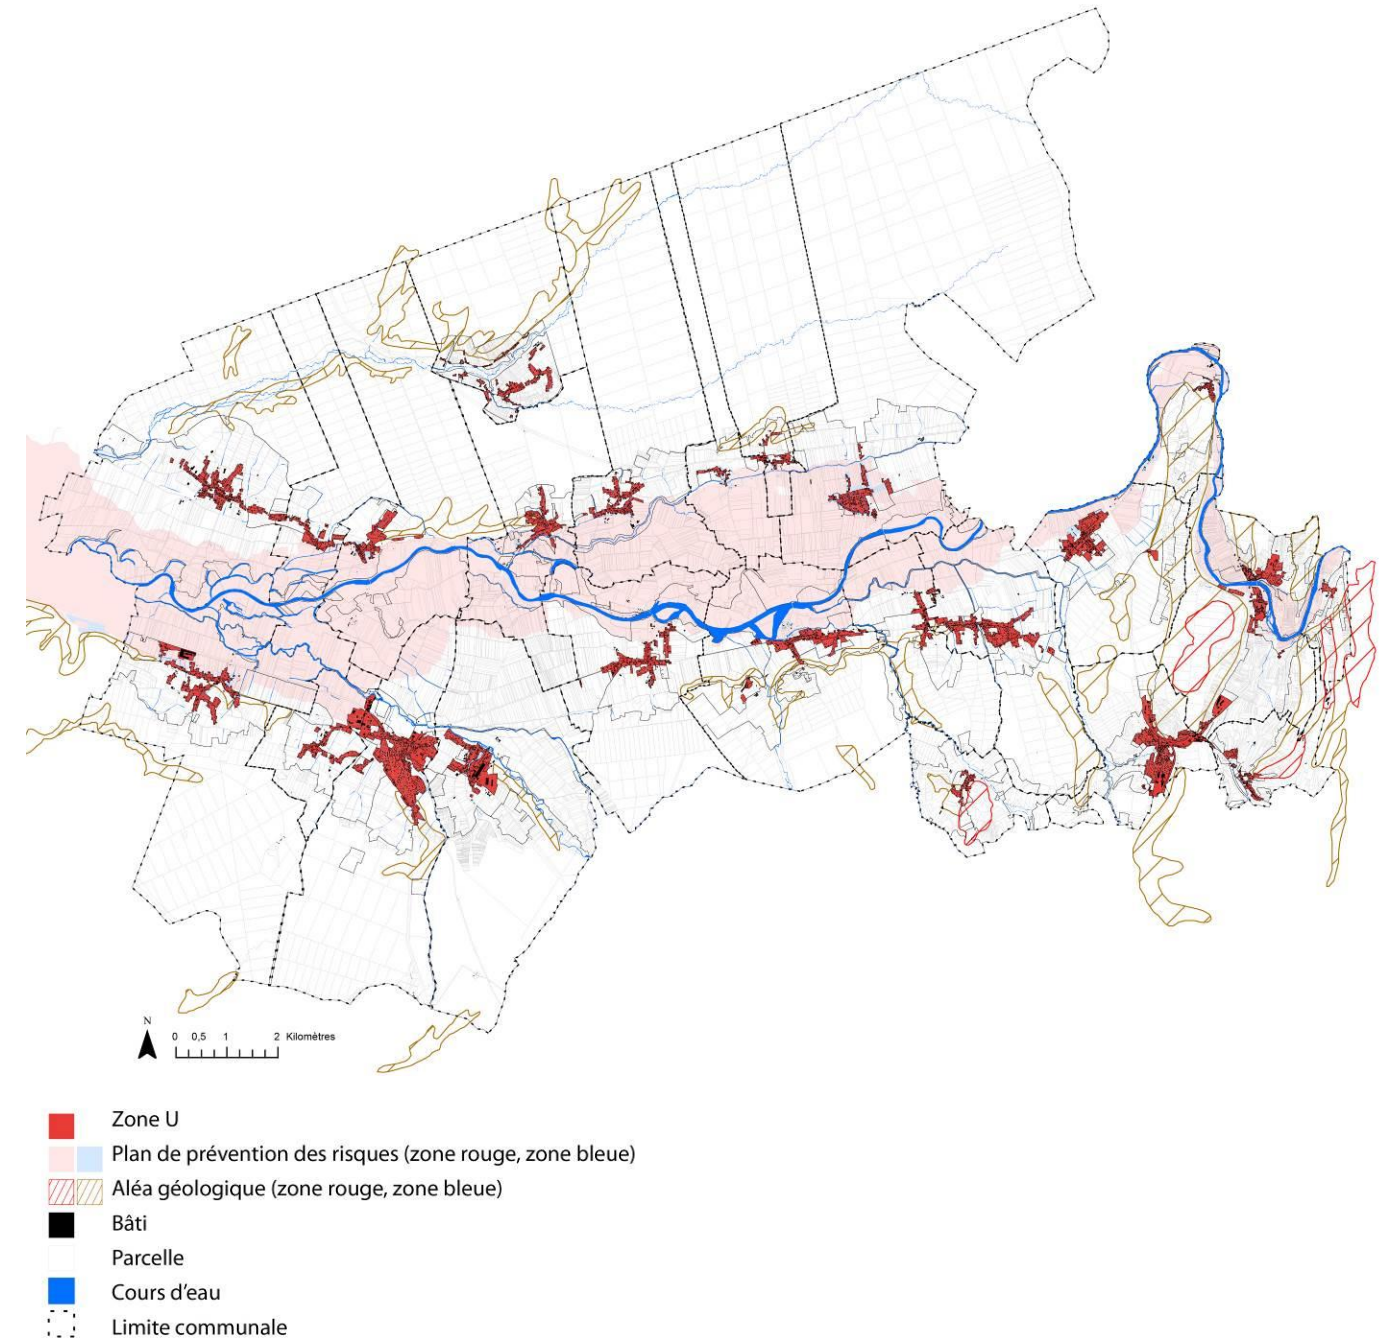 N
0 0,5 1 2 Kilomètres
Zone U
Plan de prévention des risques (zone rouge, zone bleue)
Aléa géologique (zone rouge, zone bleue)
Bâti
Parcelle
Cours d’eau
Limite communale